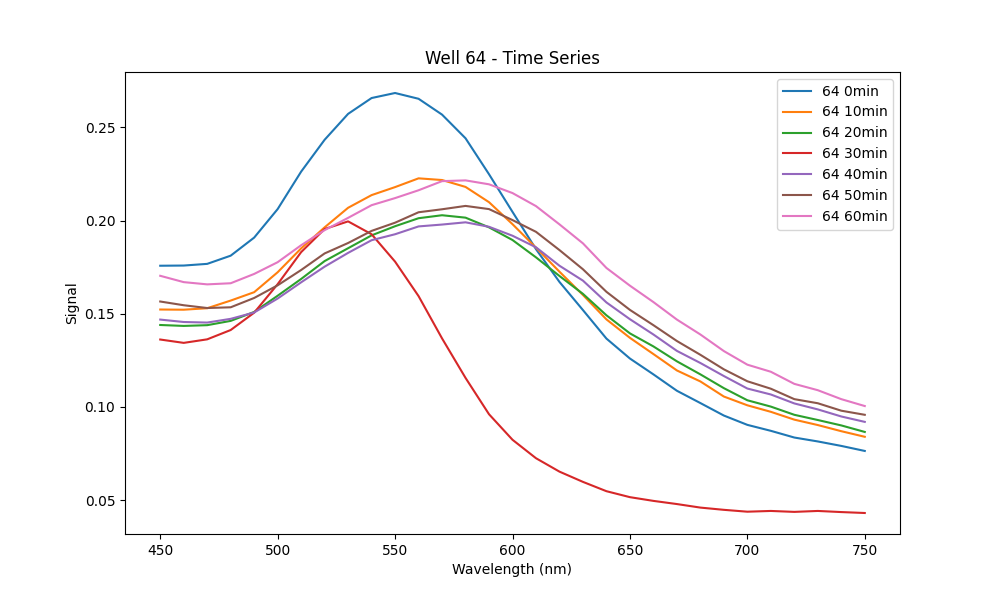 Well 64 - Time Series
64 0min
64 10min
64 20min
64 30min
64 40min
64 50min
64 60min
0.25
0.20
0.15
0.10
0.05
Signal
450 500 550 600 650 700 750
Wavelength (nm)